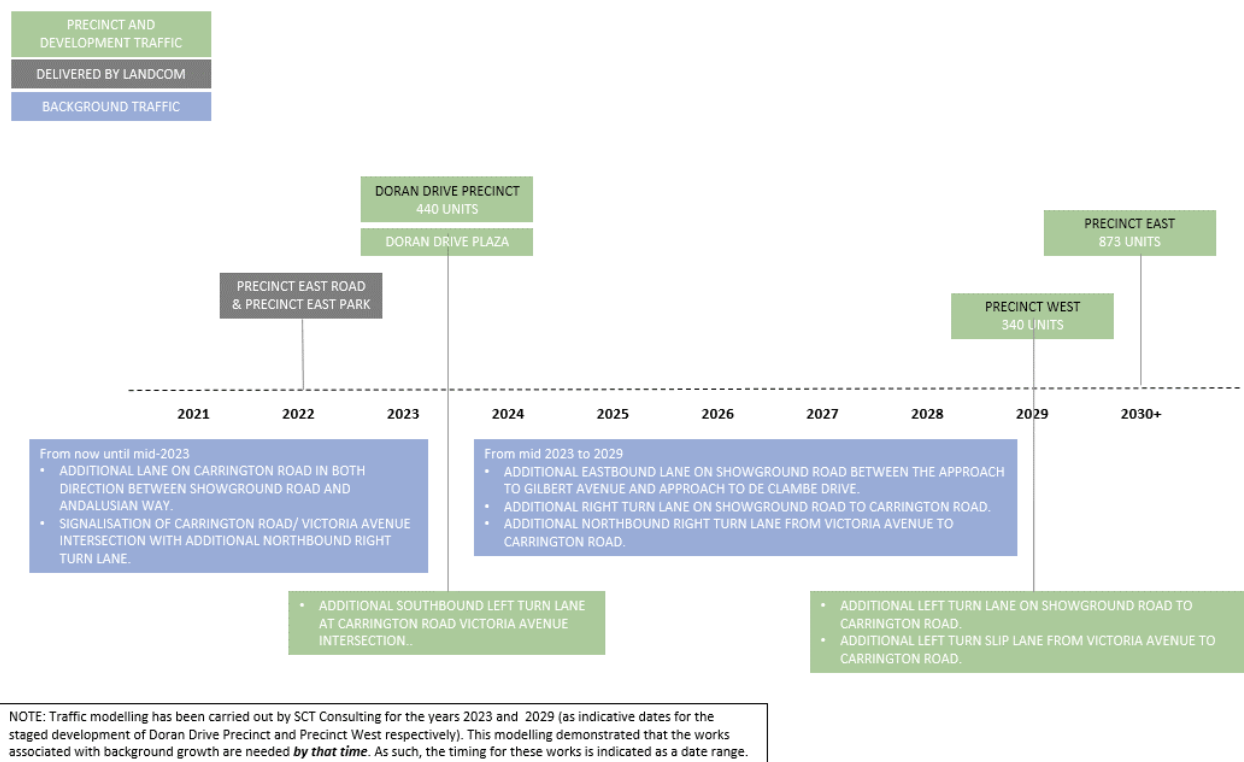 PRECINCT AND
DEVELOPMENT TRAFFIC
DELIVERED BY LANDCOM
BACKGROUND TRAFFIC
DORAN DRIVE PRECINCT
440 UNITS
DORAN DRIVE PLAZA
PRECINCT EAST
873 UNITS
PRECINCT EAST ROAD
& PRECINCT EAST PARK
PRECINCT WEST
340 UNITS
2021 2022 2023 2024 2025 2026 2027 2028 2029 2030+
From now until mid-2023
• ADDITIONAL LANE ON CARRINGTON ROAD IN BOTH
DIRECTION BETWEEN SHOWGROUND ROAD AND
ANDALUSIAN WAY.
• SIGNALISATION OF CARRINGTON ROAD/ VICTORIA AVENUE
INTERSECTION WITH ADDITIONAL NORTHBOUND RIGHT
TURN LANE.
From mid 2023 to 2029
• ADDITIONAL EASTBOUND LANE ON SHOWGROUND ROAD BETWEEN THE APPROACH
TO GILBERT AVENUE AND APPROACH TO DE CLAMBE DRIVE.
• ADDITIONAL RIGHT TURN LANE ON SHOWGROUND ROAD TO CARRINGTON ROAD.
• ADDITIONAL NORTHBOUND RIGHT TURN LANE FROM VICTORIA AVENUE TO
CARRINGTON ROAD.
• ADDITIONAL SOUTHBOUND LEFT TURN LANE
AT CARRINGTON ROAD VICTORIA AVENUE
INTERSECTION..
• ADDITIONAL LEFT TURN LANE ON SHOWGROUND ROAD TO
CARRINGTON ROAD.
• ADDITIONAL LEFT TURN SLIP LANE FROM VICTORIA AVENUE TO
CARRINGTON ROAD.
NOTE: Traffic modelling has been carried out by SCT Consulting for the years 2023 and 2029 (as indicative dates for the
staged development of Doran Drive Precinct and Precinct West respectively). This modelling demonstrated that the works
associated with background growth are needed by that time. As such, the timing for these works is indicated as a date range.